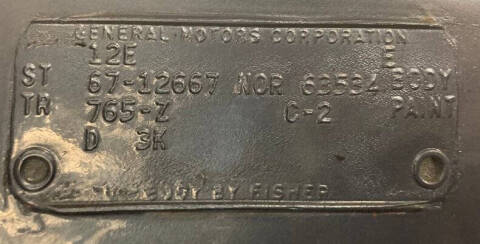 GENERAL MOTORS CORPORATION
12E E
ST 67-12667 NOR 63534 BODY
TR 765-Z C-2 PAINT
D 3K
BODY BY FISHER